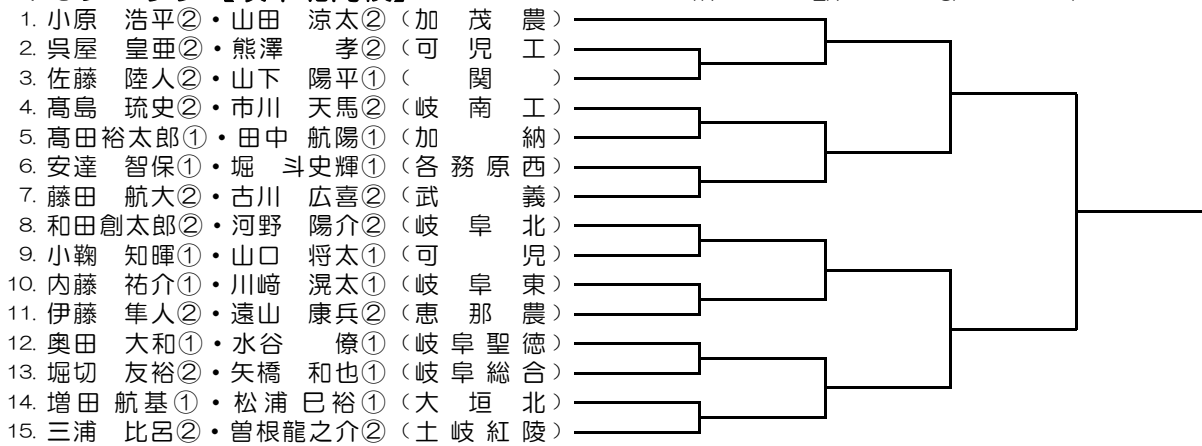 1. 小原　浩平②・山田　涼太②（加　茂　農）
2. 呉屋　皇亜②・熊澤　　孝②（可　児　工）
3. 佐藤　陸人②・山下　陽平①（　　関　　）
4. 髙島　琉史②・市川　天馬②（岐　南　工）
5. 髙田裕太郎①・田中 航陽①（加　　　納）
6. 安達　智保①・堀　斗史輝①（各務原西）
7. 藤田　航大②・古川　広喜②（武　　　義）
8. 和田創太郎②・河野　陽介②（岐　阜　北）
9. 小鞠　知暉①・山口　将太①（可　　　児）
10. 内藤　祐介①・川﨑　滉太①（岐　阜　東）
11. 伊藤　隼人②・遠山　康兵②（恵　那　農）
12. 奥田　大和①・水谷　　僚①（岐阜聖徳）
13. 堀切　友裕②・矢橋　和也①（岐阜総合）
14. 増田 航基①・松浦 巳裕①（大　垣　北）
15. 三浦　比呂②・曽根龍之介②（土岐紅陵）